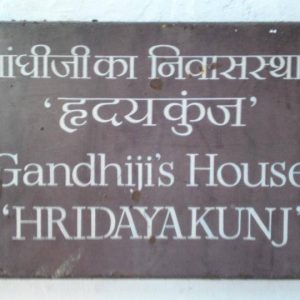 गांधीजी का निवासस्थान
‘हृदय कुंज’
Gandhiji's House
‘HRIDAYAKUNJ’